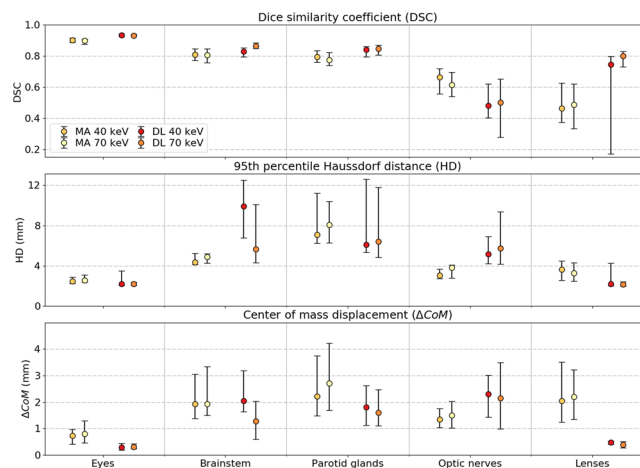 Dice similarity coefficient (DSC)
1.0
0.8
0.6
0.4
0.2
DSC
MA 40 keV
DL 40 keV
MA 70 keV
DL 70 keV
95th percentile Haussdorf distance (HD)
12
8
4
0
HD (mm)
Center of mass displacement (ΔCoM)
4
3
2
1
0
ΔCoM (mm)
Eyes
Brainstem
Parotid glands
Optic nerves
Lenses